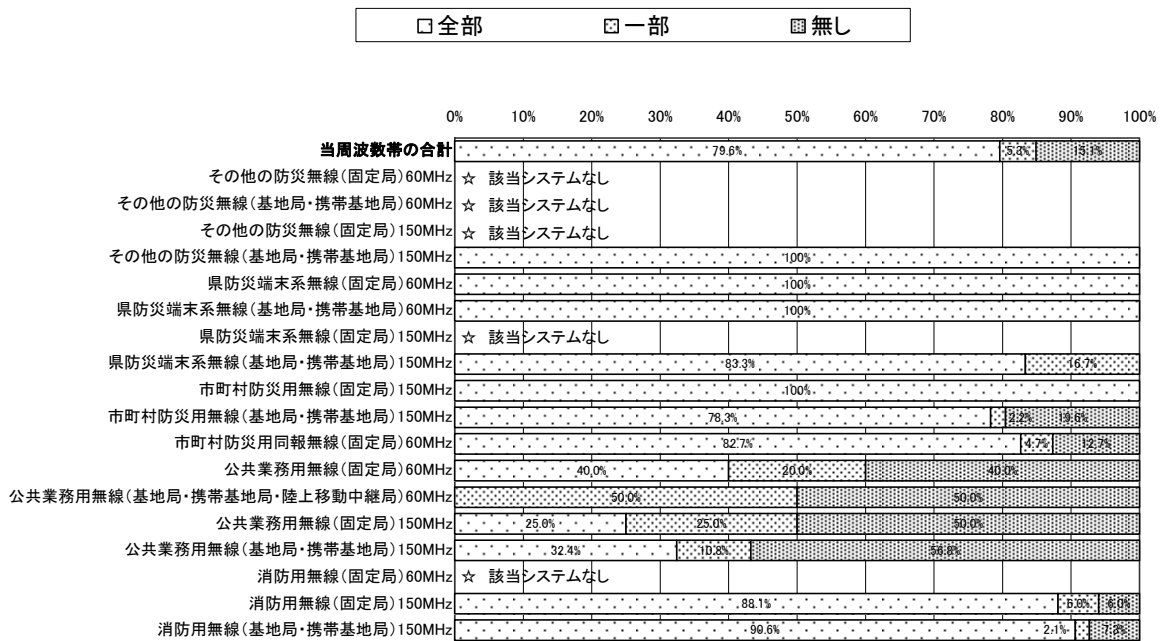 全部 一部 無し
0% 10% 20% 30% 40% 50% 60% 70% 80% 90% 100%
当周波数帯の合計 79.6% 5.3% 15.1%
その他の防災無線(固定局)60MHz ☆ 該当システムなし
その他の防災無線(基地局・携帯基地局)60MHz ☆ 該当システムなし
その他の防災無線(固定局)150MHz ☆ 該当システムなし
その他の防災無線(基地局・携帯基地局)150MHz 100%
県防災端末系無線(固定局)60MHz 100%
県防災端末系無線(基地局・携帯基地局)60MHz 100%
県防災端末系無線(固定局)150MHz ☆ 該当システムなし
県防災端末系無線(基地局・携帯基地局)150MHz 83.3% 16.7%
市町村防災用無線(固定局)150MHz 100%
市町村防災用無線(基地局・携帯基地局)150MHz 78.3% 2.2% 19.6%
市町村防災用同報無線(固定局)60MHz 82.7% 4.7% 12.7%
公共業務用無線(固定局)60MHz 40.0% 20.0% 40.0%
公共業務用無線(基地局・携帯基地局・陸上移動中継局)60MHz 50.0% 50.0%
公共業務用無線(固定局)150MHz 25.0% 25.0% 50.0%
公共業務用無線(基地局・携帯基地局)150MHz 32.4% 10.8% 56.8%
消防用無線(固定局)60MHz ☆ 該当システムなし
消防用無線(固定局)150MHz 88.1% 6.0% 6.0%
消防用無線(基地局・携帯基地局)150MHz 90.6% 2.1% 7.3%